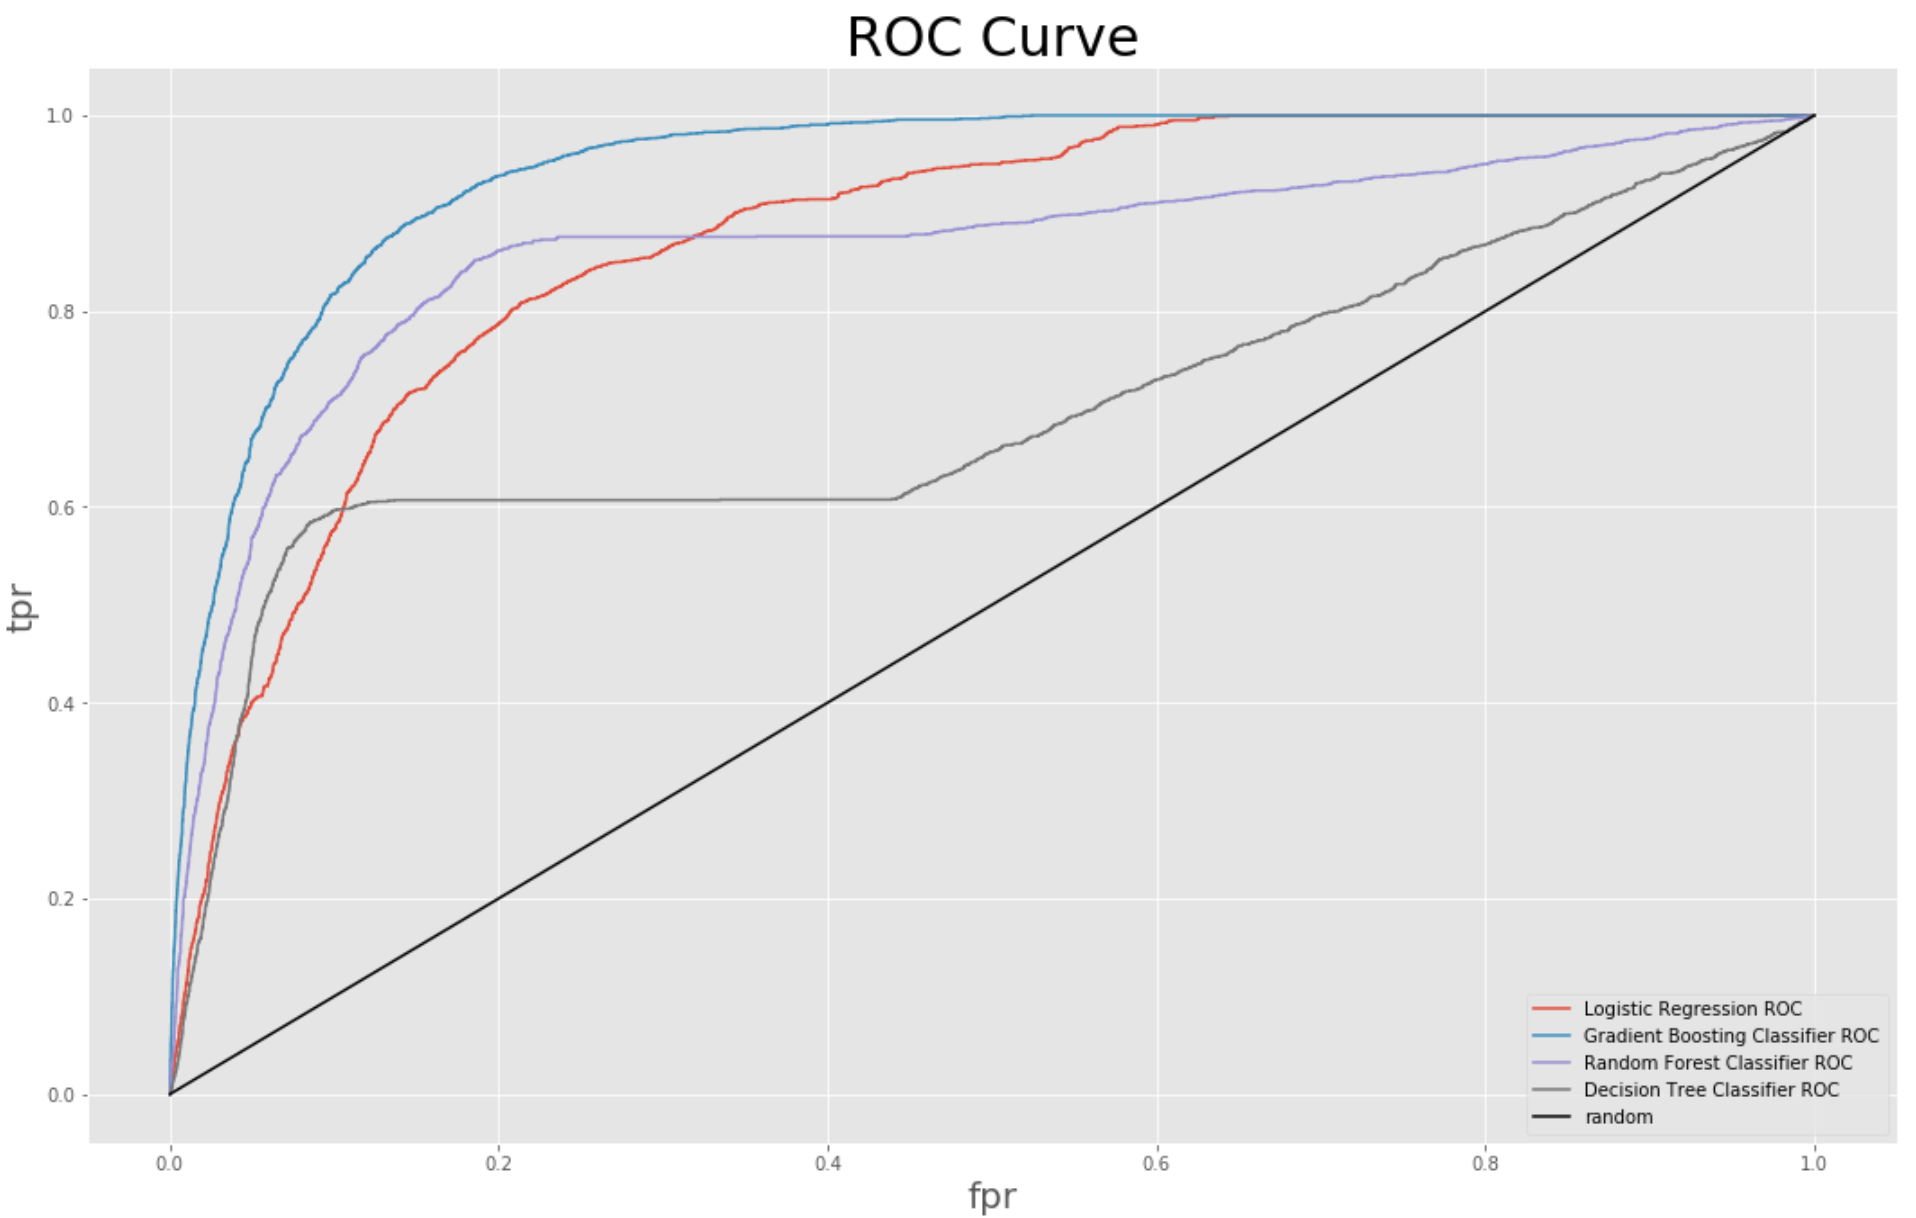 ROC Curve
1.0
0.8
0.6
0.4
0.2
0.0
tpr
0.0 0.2 0.4 0.6 0.8 1.0
fpr
Logistic Regression ROC
Gradient Boosting Classifier ROC
Random Forest Classifier ROC
Decision Tree Classifier ROC
random